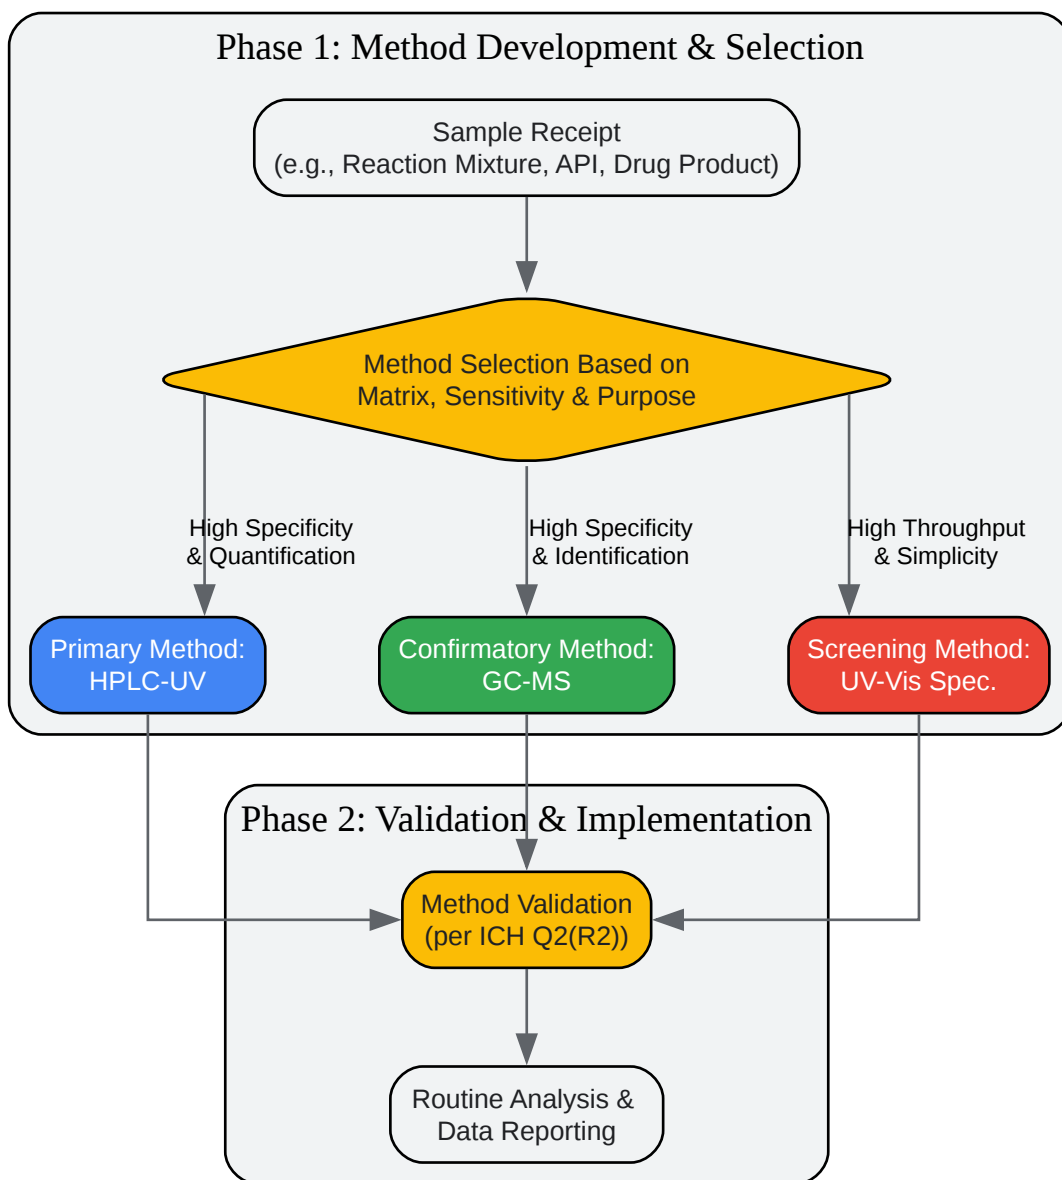 Phase 1: Method Development & Selection
Sample Receipt
(e.g., Reaction Mixture, API, Drug Product)
Method Selection Based on
Matrix, Sensitivity & Purpose
High Specificity
& Quantification
High Specificity
& Identification
High Throughput
& Simplicity
Primary Method:
HPLC-UV
Confirmatory Method:
GC-MS
Screening Method:
UV-Vis Spec.
Phase 2: Validation & Implementation
Method Validation
(per ICH Q2(R2))
Routine Analysis &
Data Reporting